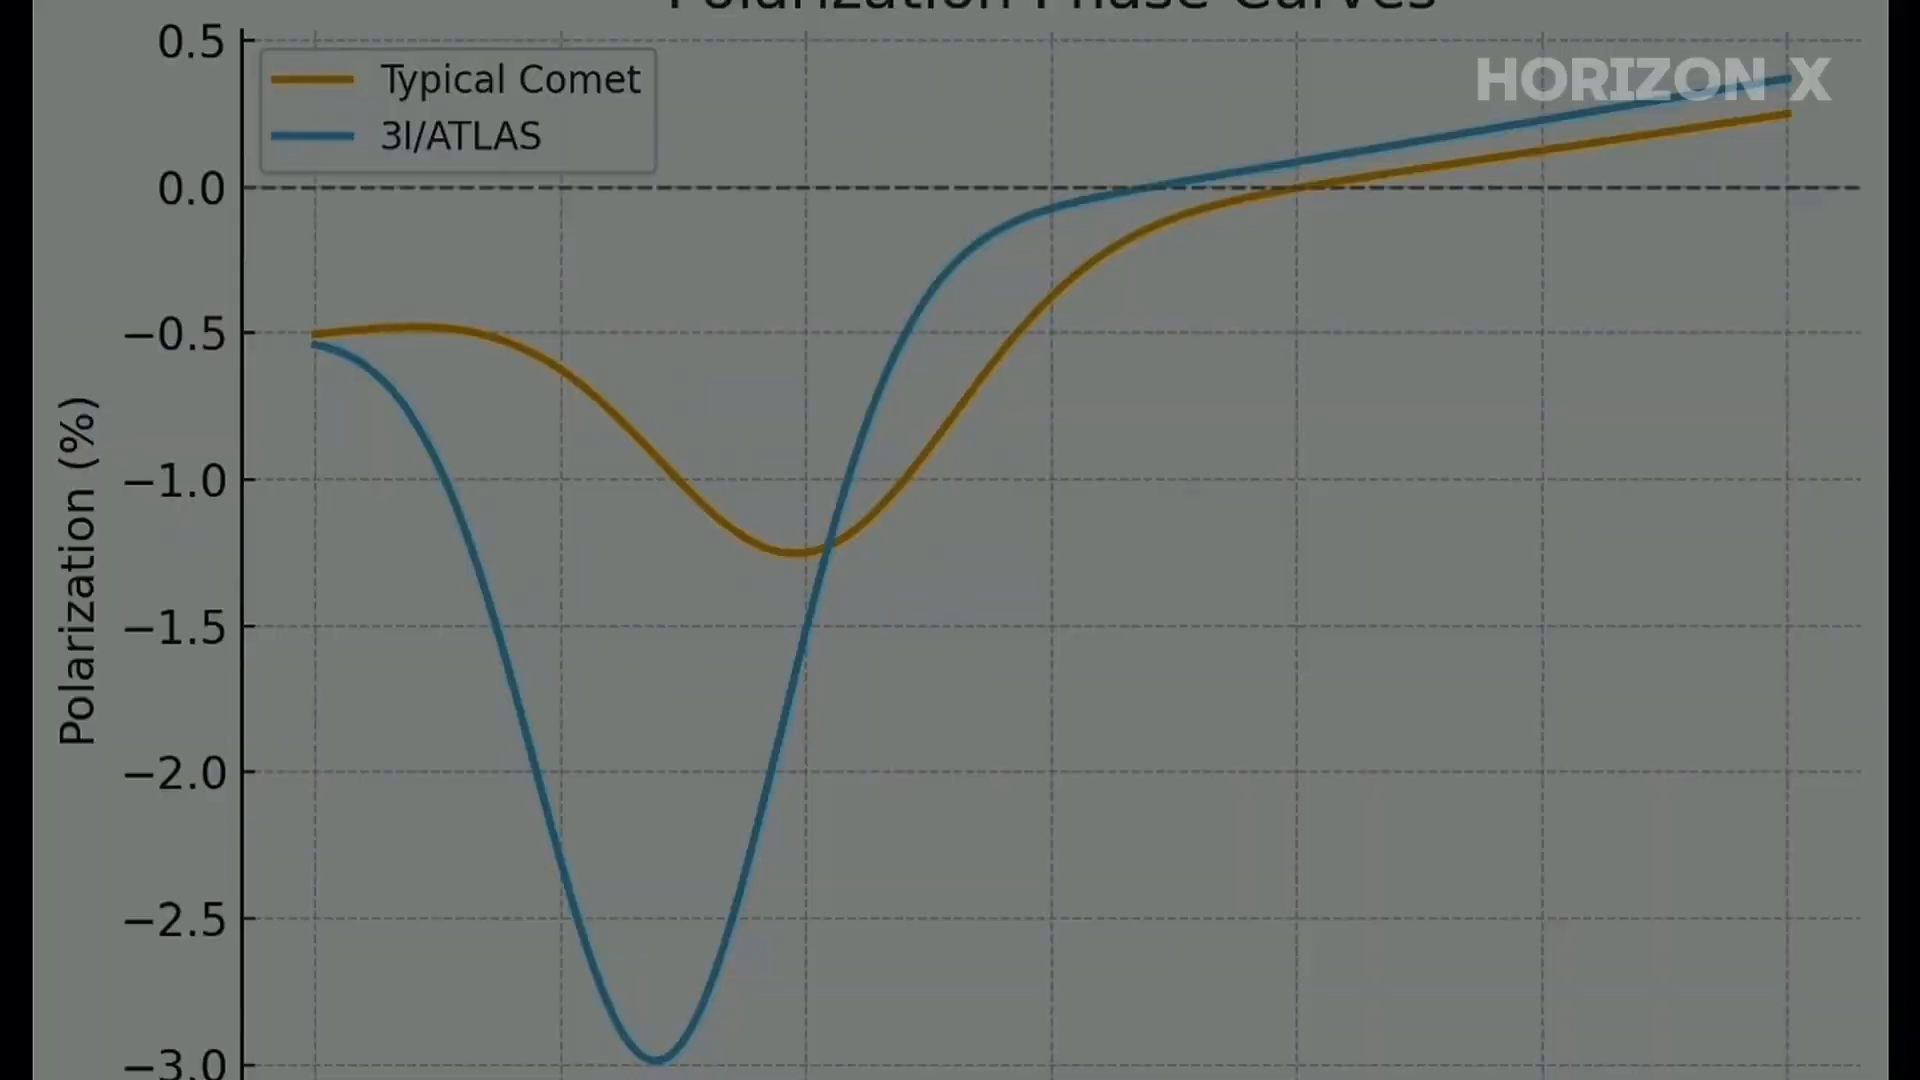 Polarization Phase Curves
0.5
Typical Comet
HORIZON X
3I/ATLAS
0.0
−0.5
−1.0
−1.5
−2.0
−2.5
−3.0
Polarization (%)